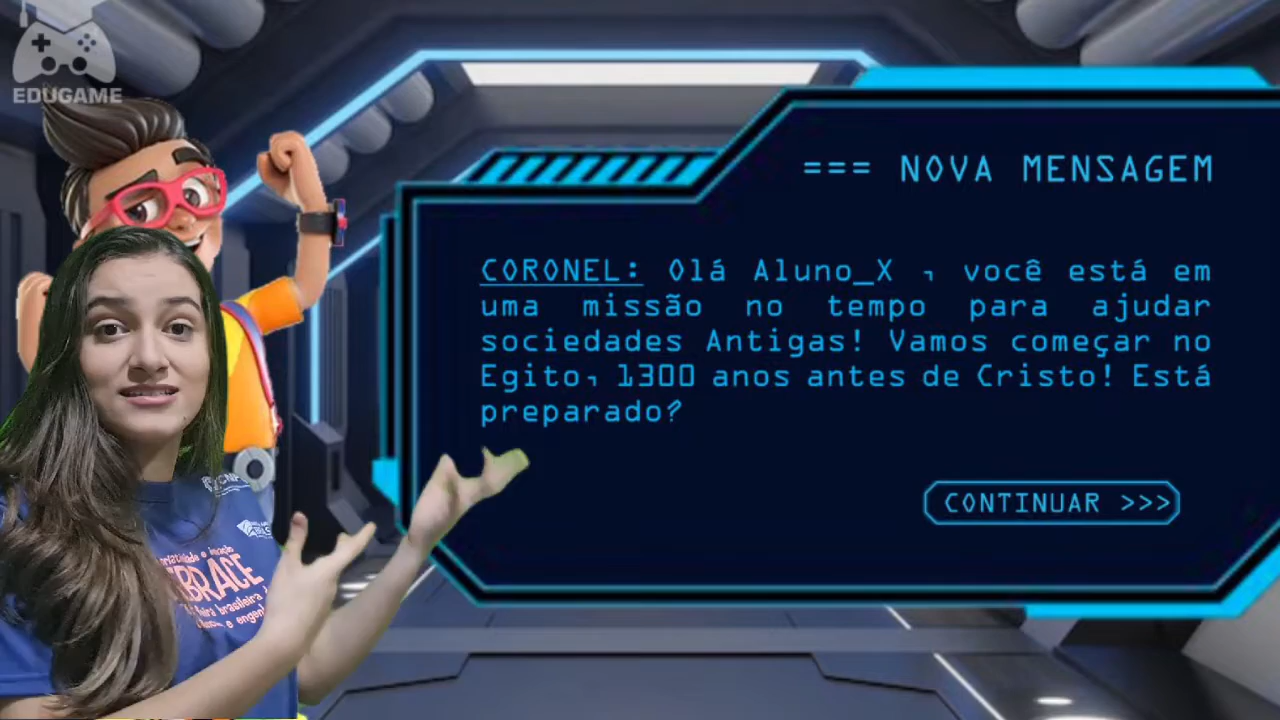 EDUGAME
=== NOVA MENSAGEM
CORONEL: Olá Aluno_X , você está em
uma missão no tempo para ajudar
sociedades Antigas! Vamos começar no
Egito, 1300 anos antes de Cristo! Está
preparado?
CONTINUAR >>>